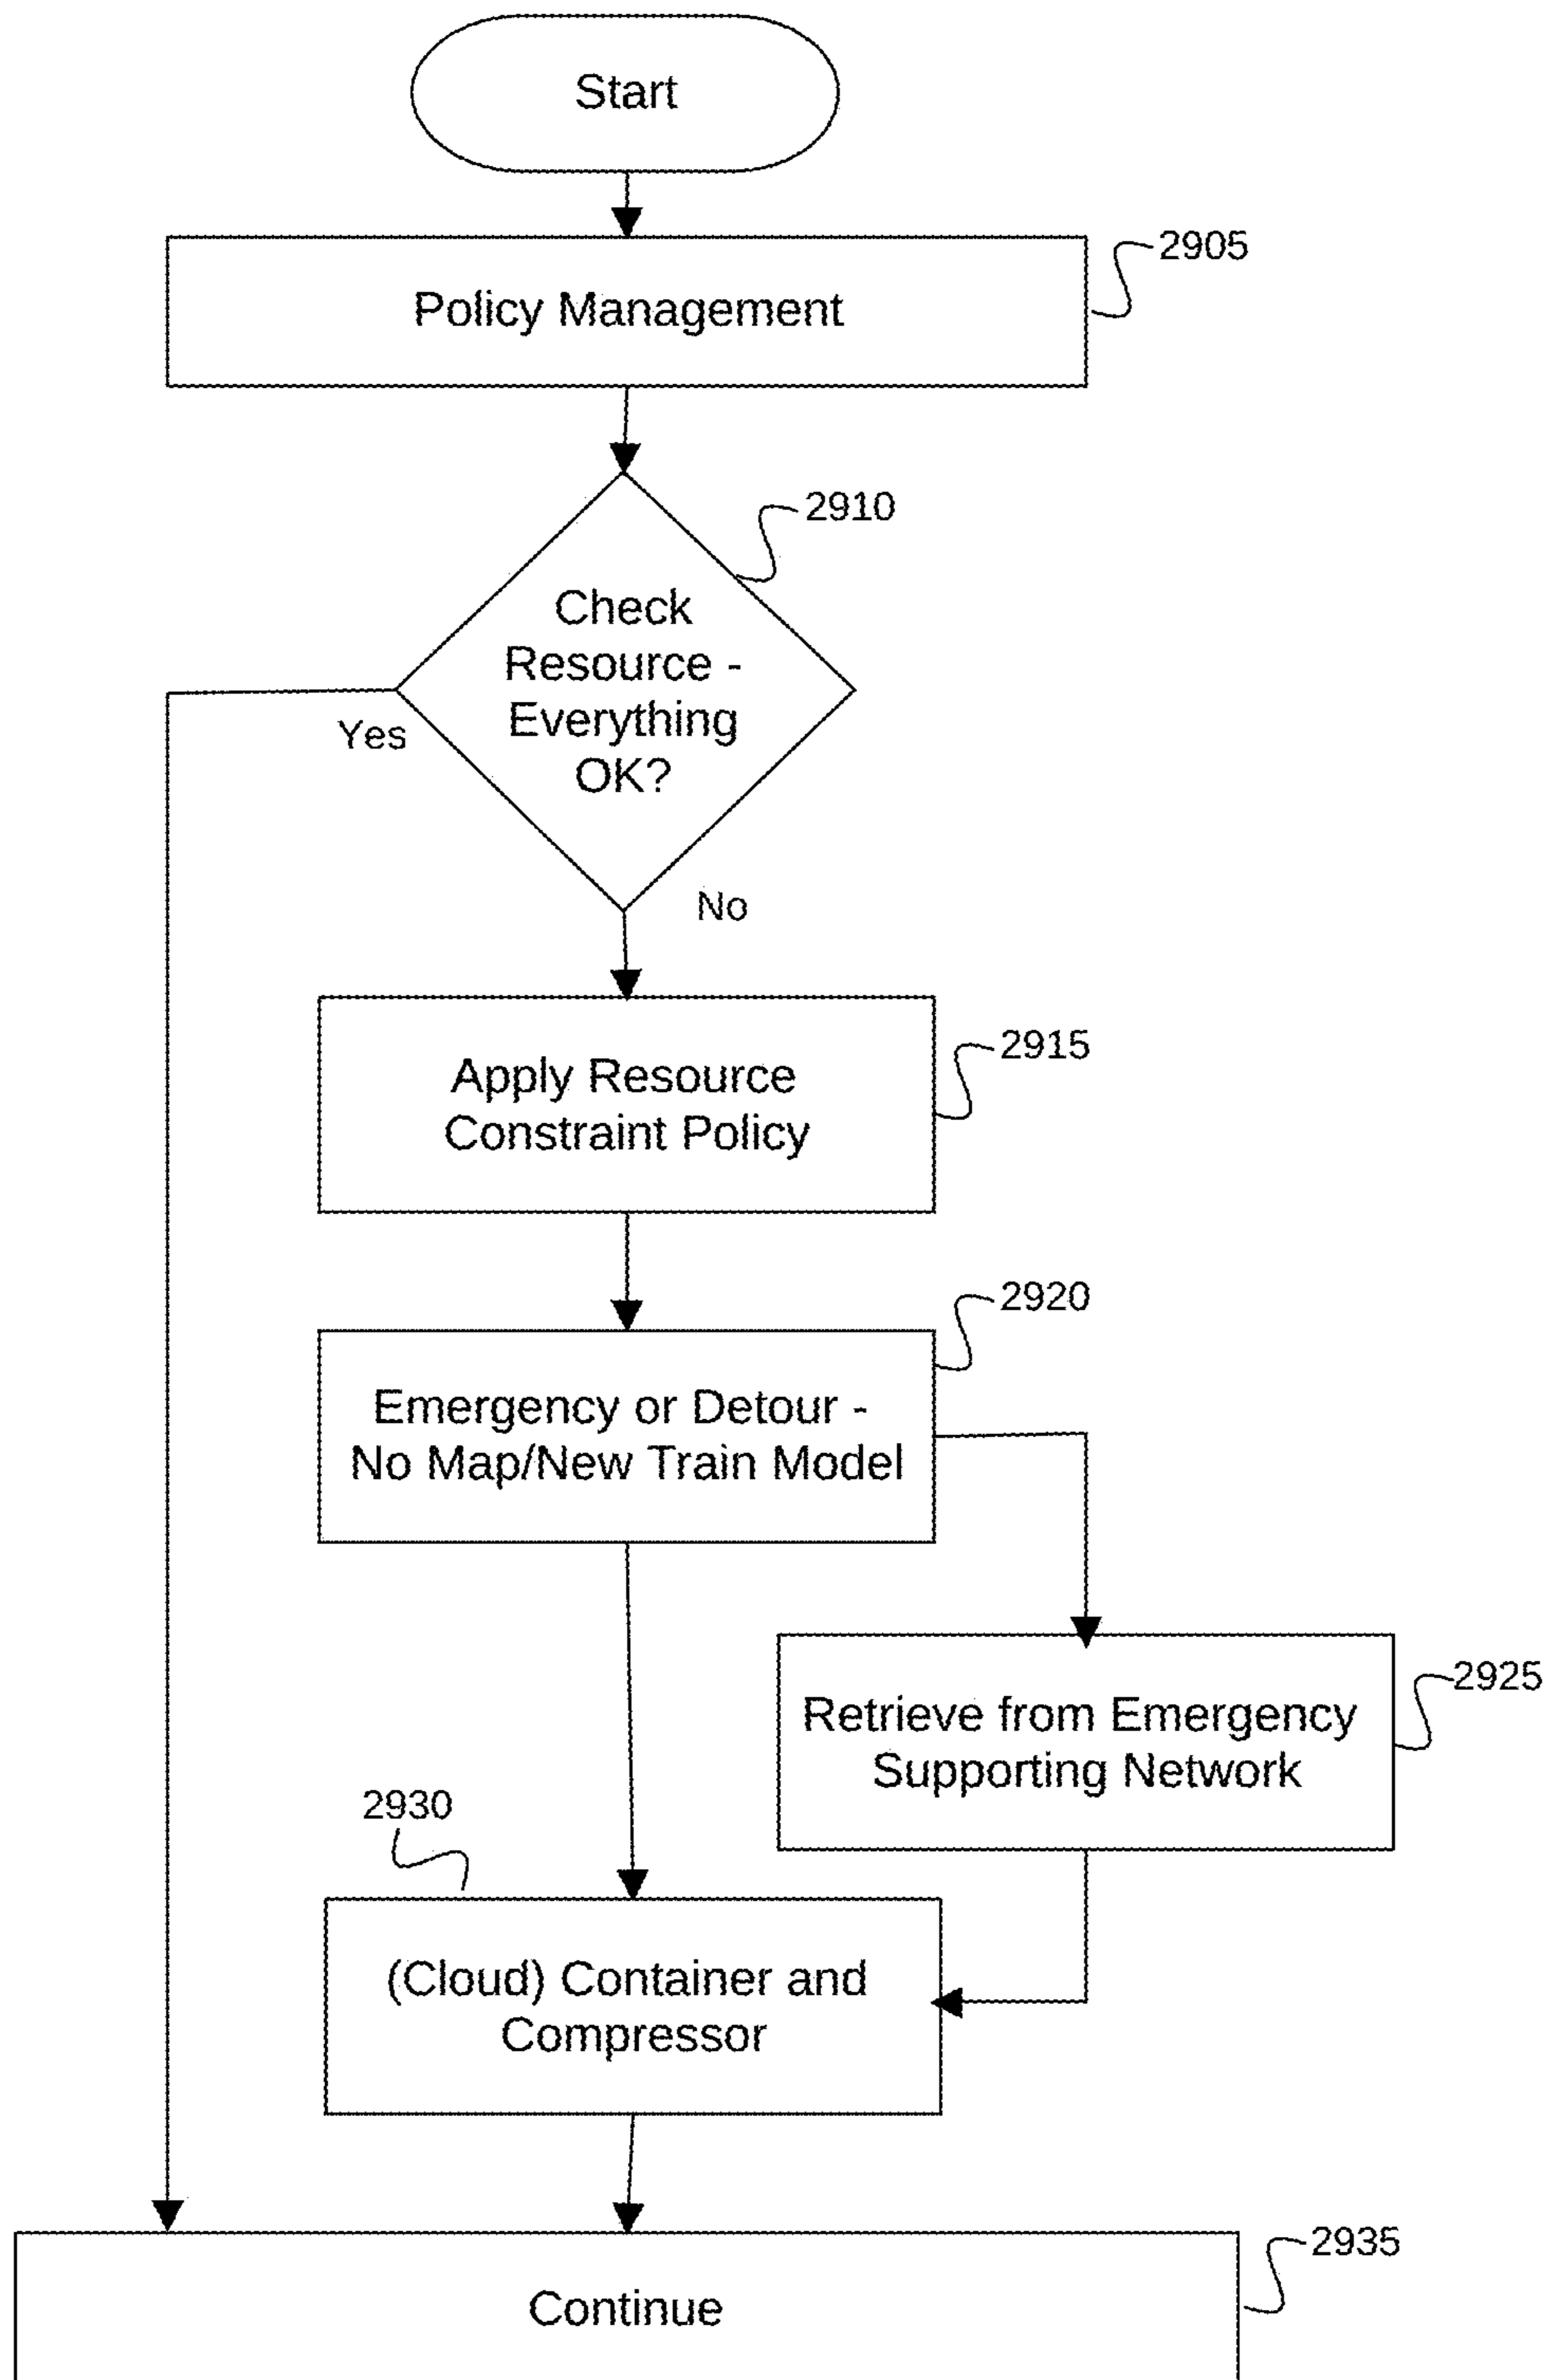 Start
2905
Policy Management
2910
Check
Resource -
Everything
OK?
Yes
No
2915
Apply Resource
Constraint Policy
2920
Emergency or Detour -
No Map/New Train Model
2925
Retrieve from Emergency
Supporting Network
2930
(Cloud) Container and
Compressor
2935
Continue